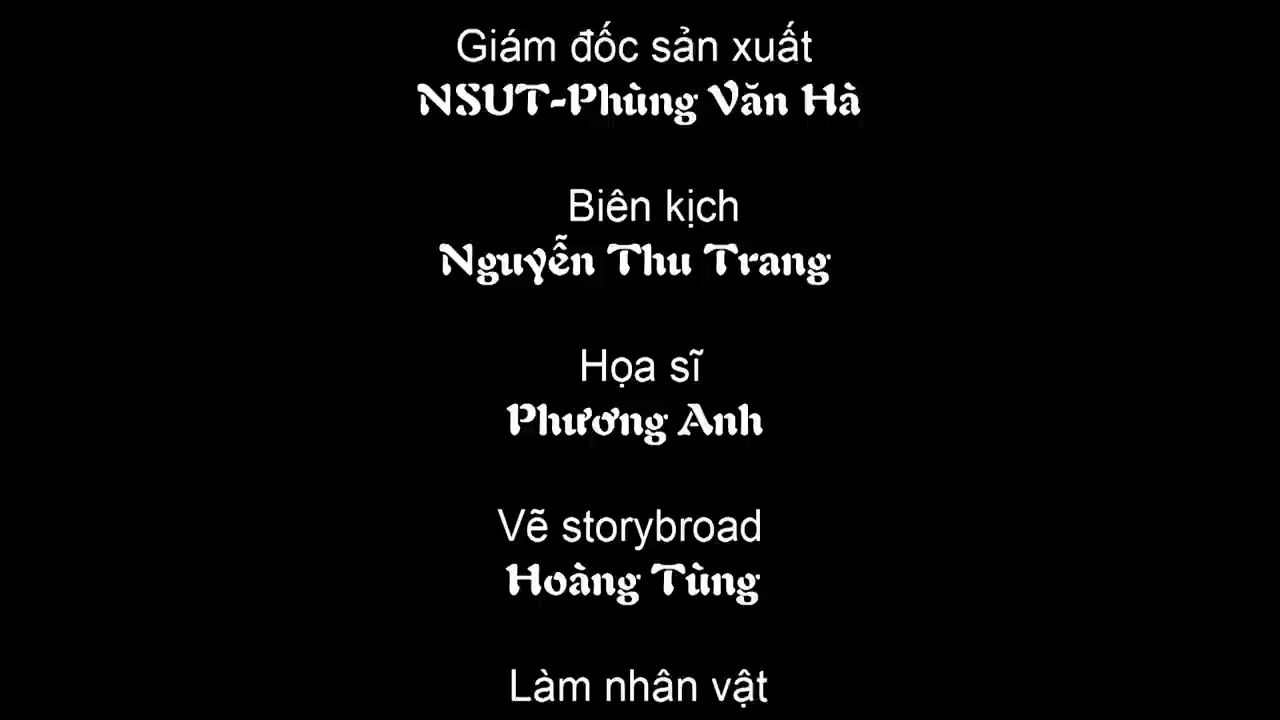 Giám đốc sản xuất
NSUT-Phùng Văn Hà
Biên kịch
Nguyễn Thu Trang
Họa sĩ
Phương Anh
Vẽ storybroad
Hoàng Tùng
Làm nhân vật